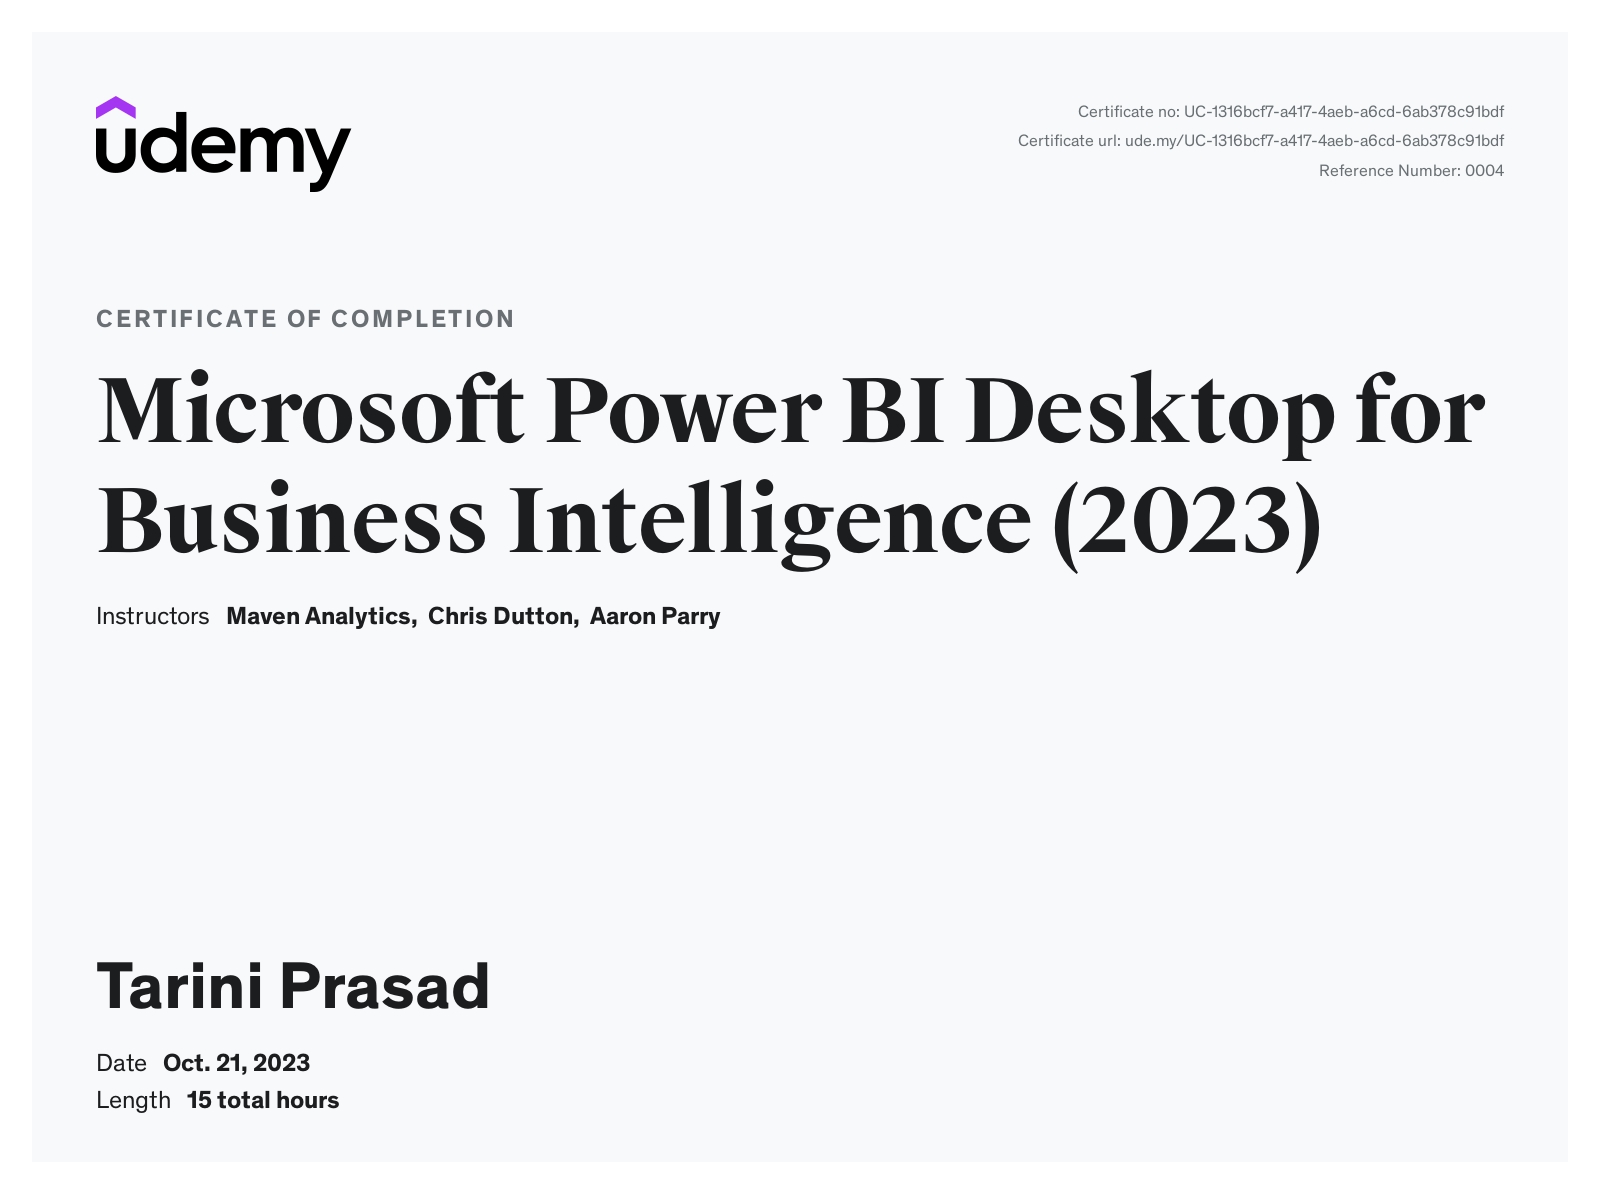 udemy
Certificate no: UC-1316bcf7-a417-4aeb-a6cd-6ab378c91bdf
Certificate url: ude.my/UC-1316bcf7-a417-4aeb-a6cd-6ab378c91bdf
Reference Number: 0004
CERTIFICATE OF COMPLETION
Microsoft Power BI Desktop for
Business Intelligence (2023)
Instructors Maven Analytics, Chris Dutton, Aaron Parry
Tarini Prasad
Date Oct. 21, 2023
Length 15 total hours